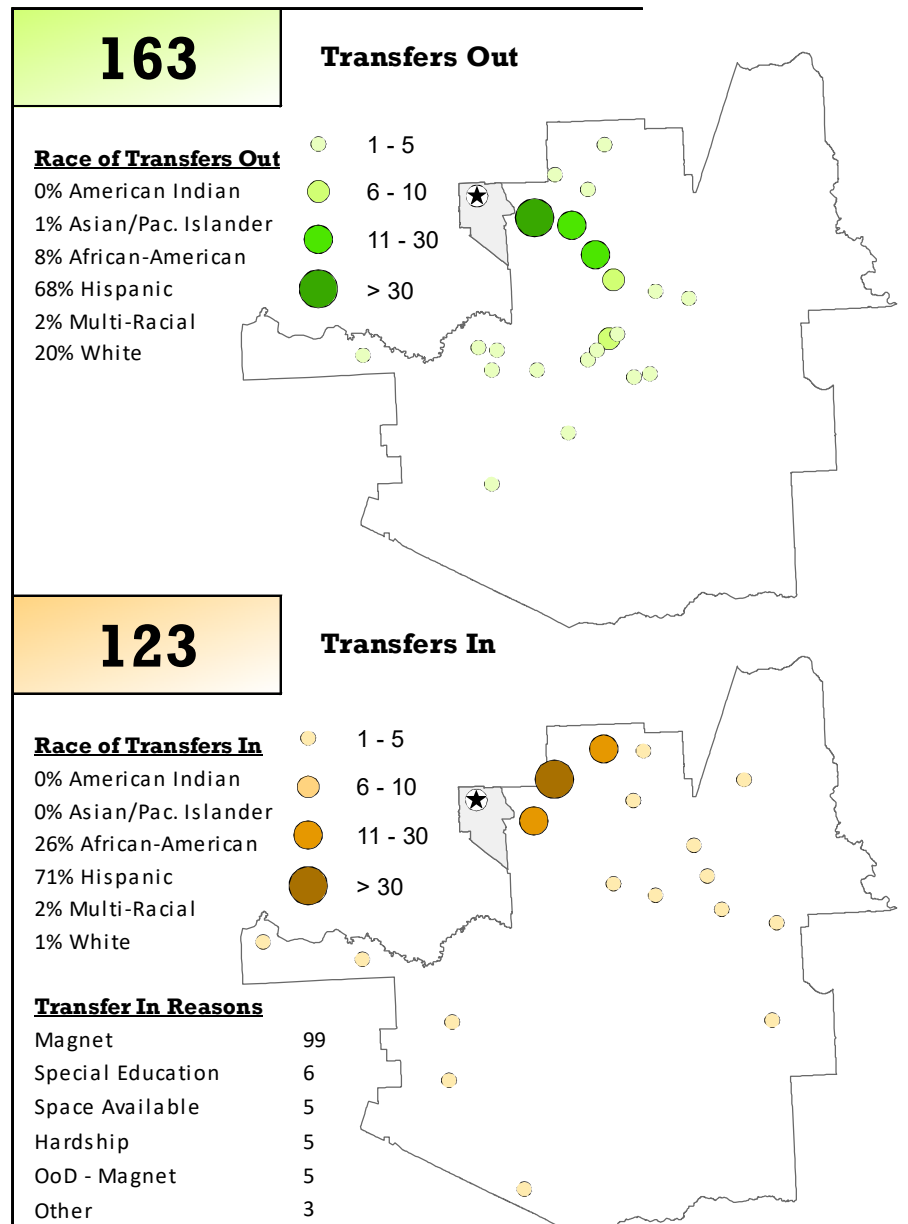 163
Transfers Out
Race of Transfers Out
0% American Indian
1% Asian/Pac. Islander
8% African-American
68% Hispanic
2% Multi-Racial
20% White
1 - 5
6 - 10
11 - 30
> 30
123
Transfers In
Race of Transfers In
0% American Indian
0% Asian/Pac. Islander
26% African-American
71% Hispanic
2% Multi-Racial
1% White
1 - 5
6 - 10
11 - 30
> 30
Transfer In Reasons
Magnet 99
Special Education 6
Space Available 5
Hardship 5
OoD - Magnet 5
Other 3